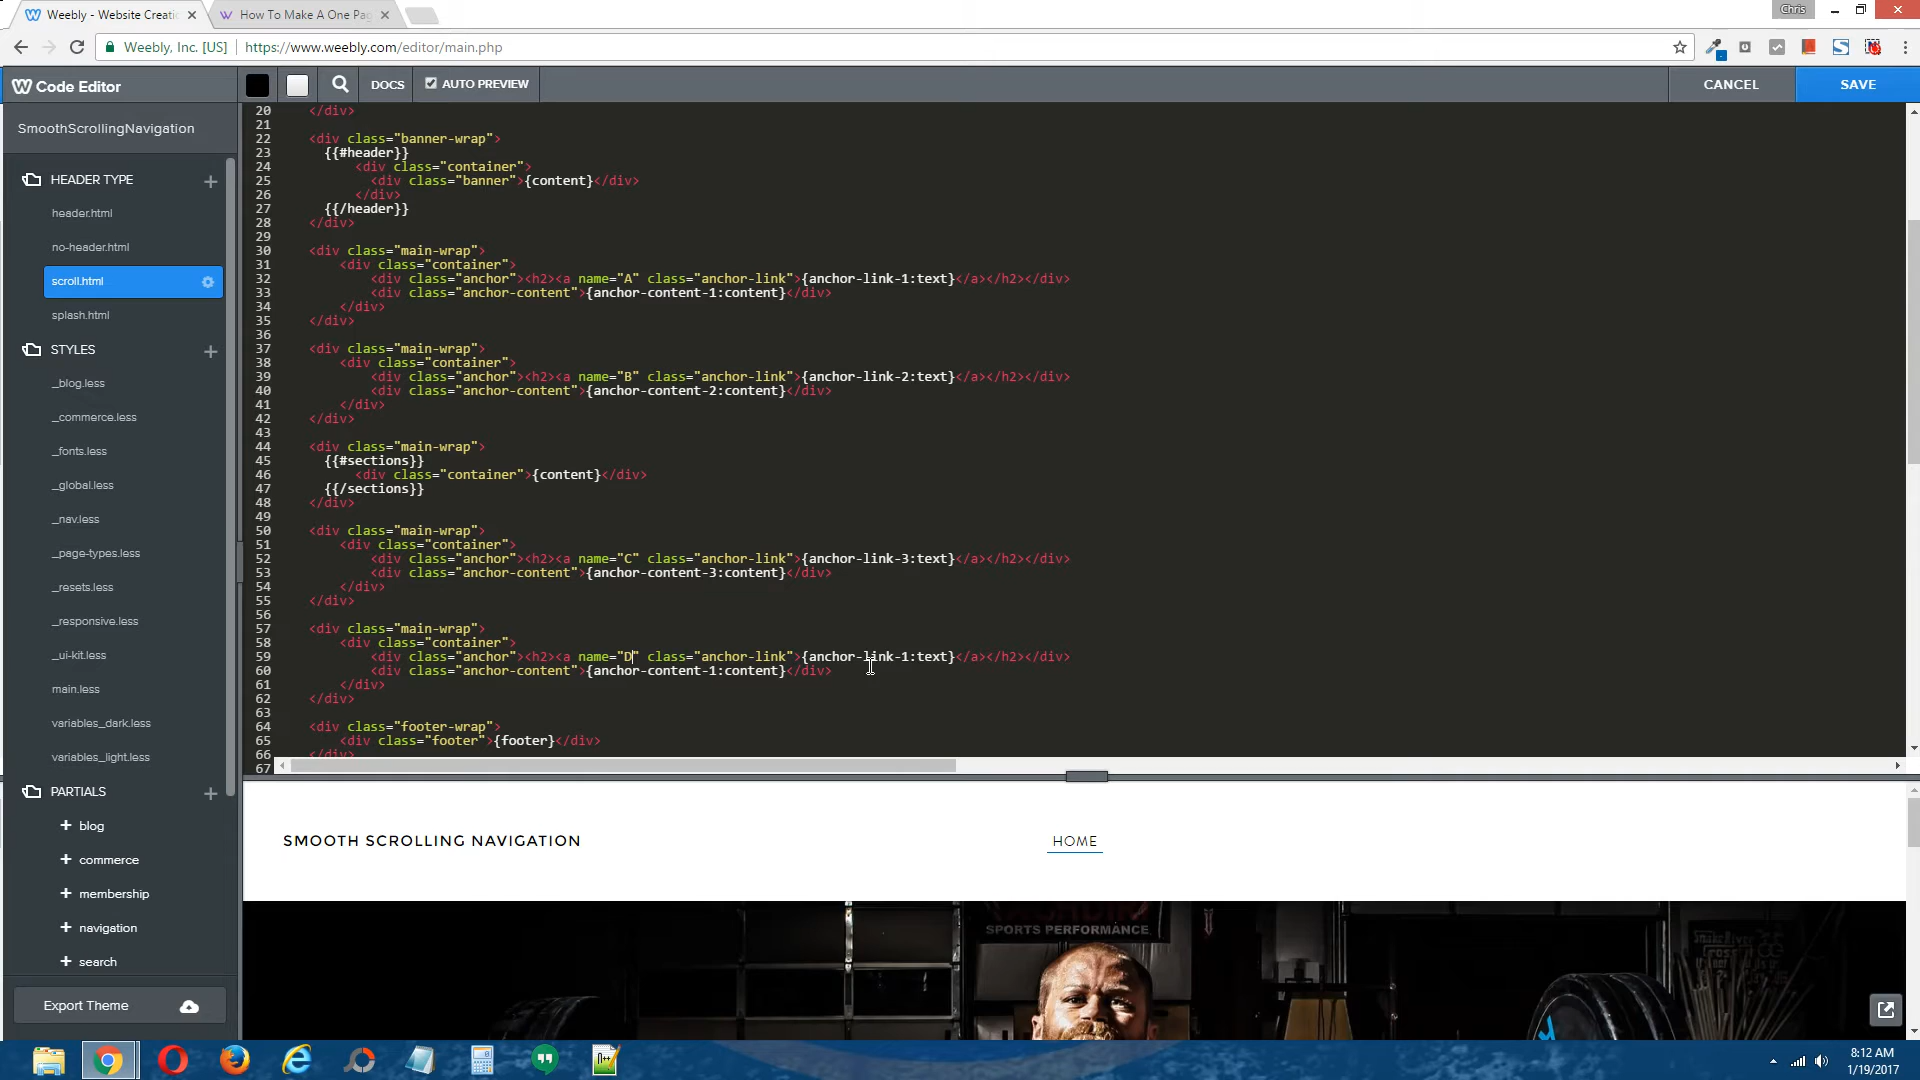 Chris
Weebly - Website Creatio
How To Make A One Pag
Weebly, Inc. [US]
https://www.weebly.com/editor/main.php
Code Editor
DOCS
AUTO PREVIEW
CANCEL
SAVE
SmoothScrollingNavigation
HEADER TYPE
header.html
no-header.html
scroll.html
splash.html
STYLES
_blog.less
_commerce.less
_fonts.less
_global.less
_nav.less
_page-types.less
_resets.less
_responsive.less
_ui-kit.less
main.less
variables_dark.less
variables_light.less
PARTIALS
+ blog
+ commerce
+ membership
+ navigation
+ search
Export Theme
20 </div>
21
22 <div class="banner-wrap">
23 {{#header}}
24 <div class="container">
25 <div class="banner">{content}</div>
26 </div>
27 {{/header}}
28 </div>
29
30 <div class="main-wrap">
31 <div class="container">
32 <div class="anchor"><h2><a name="A" class="anchor-link">{anchor-link-1:text}</a></h2></div>
33 <div class="anchor-content">{anchor-content-1:content}</div>
34 </div>
35 </div>
36
37 <div class="main-wrap">
38 <div class="container">
39 <div class="anchor"><h2><a name="B" class="anchor-link">{anchor-link-2:text}</a></h2></div>
40 <div class="anchor-content">{anchor-content-2:content}</div>
41 </div>
42 </div>
43
44 <div class="main-wrap">
45 {{#sections}}
46 <div class="container">{content}</div>
47 {{/sections}}
48 </div>
49
50 <div class="main-wrap">
51 <div class="container">
52 <div class="anchor"><h2><a name="C" class="anchor-link">{anchor-link-3:text}</a></h2></div>
53 <div class="anchor-content">{anchor-content-3:content}</div>
54 </div>
55 </div>
56
57 <div class="main-wrap">
58 <div class="container">
59 <div class="anchor"><h2><a name="D" class="anchor-link">{anchor-link-1:text}</a></h2></div>
60 <div class="anchor-content">{anchor-content-1:content}</div>
61 </div>
62 </div>
63
64 <div class="footer-wrap">
65 <div class="footer">{footer}</div>
66 </div>
67
SMOOTH SCROLLING NAVIGATION
HOME
SPORTS PERFORMANCE
8:12 AM
1/19/2017